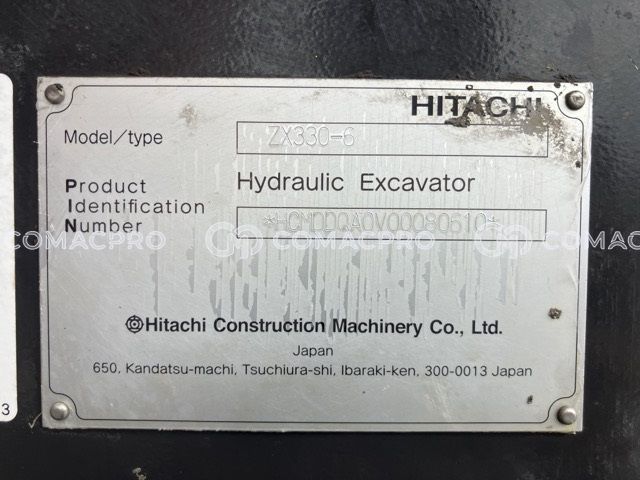 HITACHI
Model/type ZX330-6
Product Hydraulic Excavator
Identification
Number *HCMDDQA0V00080610*
COMACPRO COMACPRO COMACPRO
Hitachi Construction Machinery Co., Ltd.
Japan
650, Kandatsu-machi, Tsuchiura-shi, Ibaraki-ken, 300-0013 Japan
3